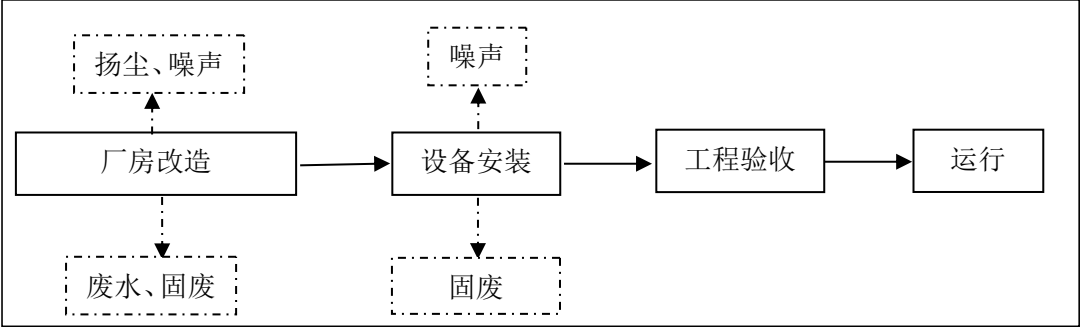 扬尘、噪声
噪声
厂房改造
设备安装
工程验收
运行
废水、固废
固废